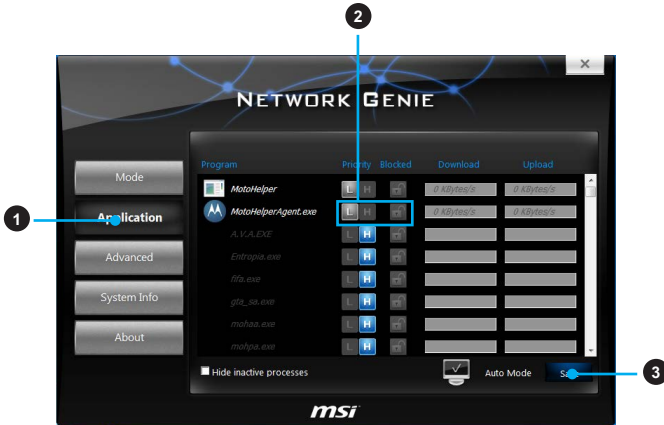 2
NETWORK GENIE
Program Priority Blocked Download Upload
Mode
MotoHelper L H 0 KBytes/s 0 KBytes/s
1
Application
MotoHelperAgent.exe L H 0 KBytes/s 0 KBytes/s
A.V.A.EXE L H
Advanced
Entropia.exe L H
fifa.exe L H
System Info
gta_sa.exe L H
mohaa.exe L H
About
mohpa.exe L H
Hide inactive processes
Auto Mode
3
msi